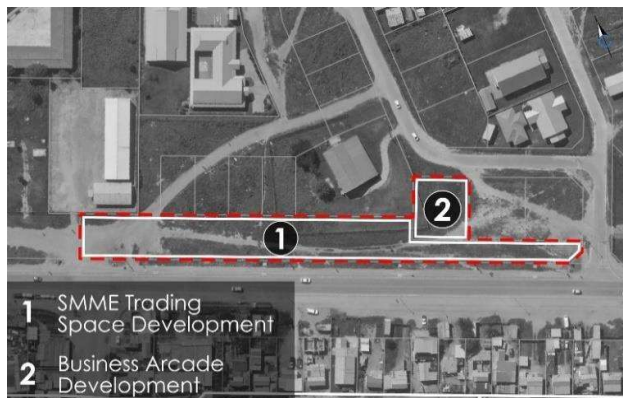 2
1
1 SMME Trading
Space Development
2 Business Arcade
Development